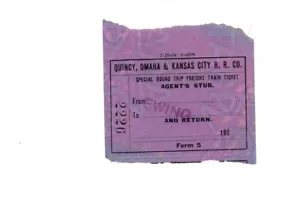 QUINCY, OMAHA & KANSAS CITY R. R. CO.
SPECIAL ROUND TRIP FREIGHT TRAIN TICKET
AGENT'S STUB.
From
EWING
To
AND RETURN.
190
Form 5